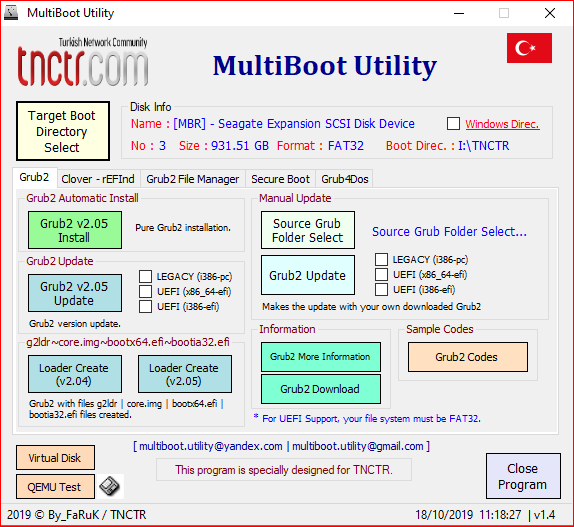 MultiBoot Utility
Turkish Network Community
tnctr.com
MultiBoot Utility
Target Boot
Directory
Select
Disk Info
Name : [MBR] - Seagate Expansion SCSI Disk Device
Windows Direc.
No : 3 Size : 931.51 GB Format : FAT32 Boot Direc. : I:\TNCTR
Grub2
Clover - rEFInd
Grub2 File Manager
Secure Boot
Grub4Dos
Grub2 Automatic Install
Grub2 v2.05
Install
Pure Grub2 installation.
Grub2 Update
Grub2 v2.05
Update
LEGACY (i386-pc)
UEFI (x86_64-efi)
UEFI (i386-efi)
Grub2 version update.
g2ldr~core.img~bootx64.efi~bootia32.efi
Loader Create
(v2.04)
Loader Create
(v2.05)
Grub2 with files g2ldr | core.img | bootx64.efi |
bootia32.efi files created.
Manual Update
Source Grub
Folder Select
Source Grub Folder Select...
Grub2 Update
LEGACY (i386-pc)
UEFI (x86_64-efi)
UEFI (i386-efi)
Makes the update with your own downloaded Grub2
Information
Grub2 More Information
Grub2 Download
Sample Codes
Grub2 Codes
* For UEFI Support, your file system must be FAT32.
Virtual Disk
QEMU Test
[ multiboot.utility@yandex.com | multiboot.utility@gmail.com ]
This program is specially designed for TNCTR.
Close
Program
2019 © By_FaRuK / TNCTR
18/10/2019 11:18:27 | v1.4